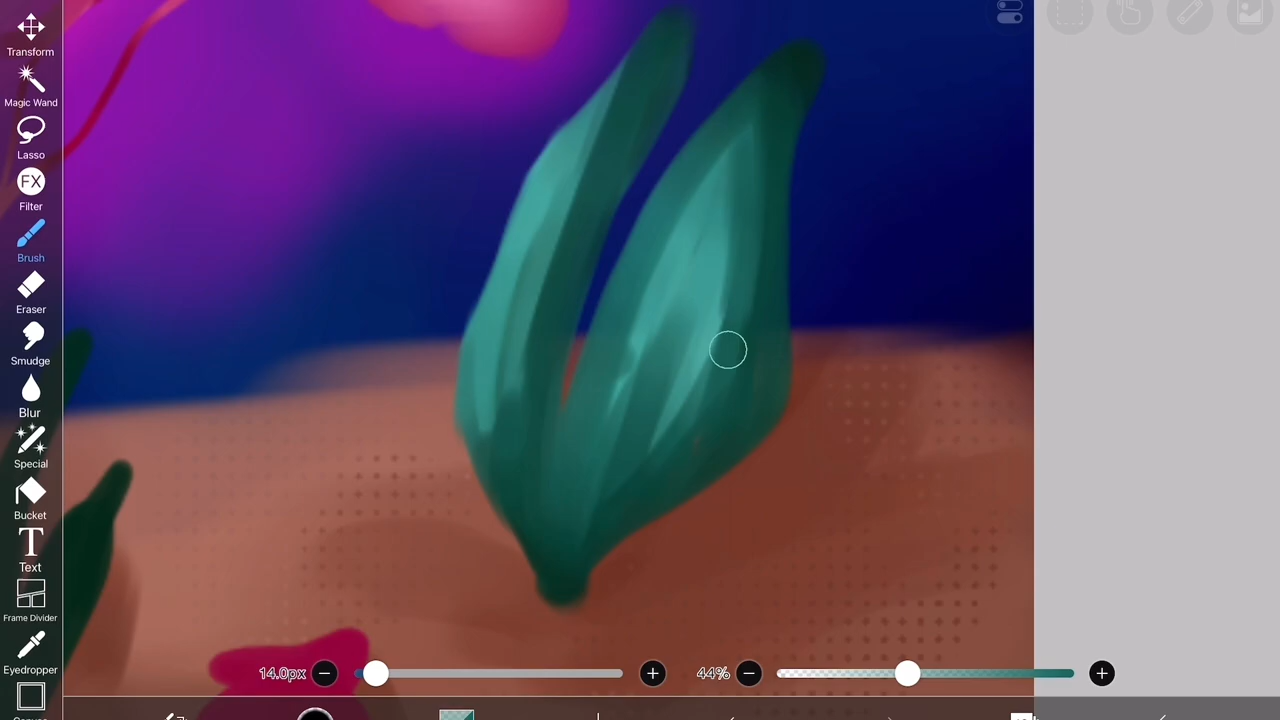 Transform
Magic Wand
Lasso
FX
Filter
Brush
Eraser
Smudge
Blur
Special
Bucket
T
Text
Frame Divider
Eyedropper
14.0px
44%